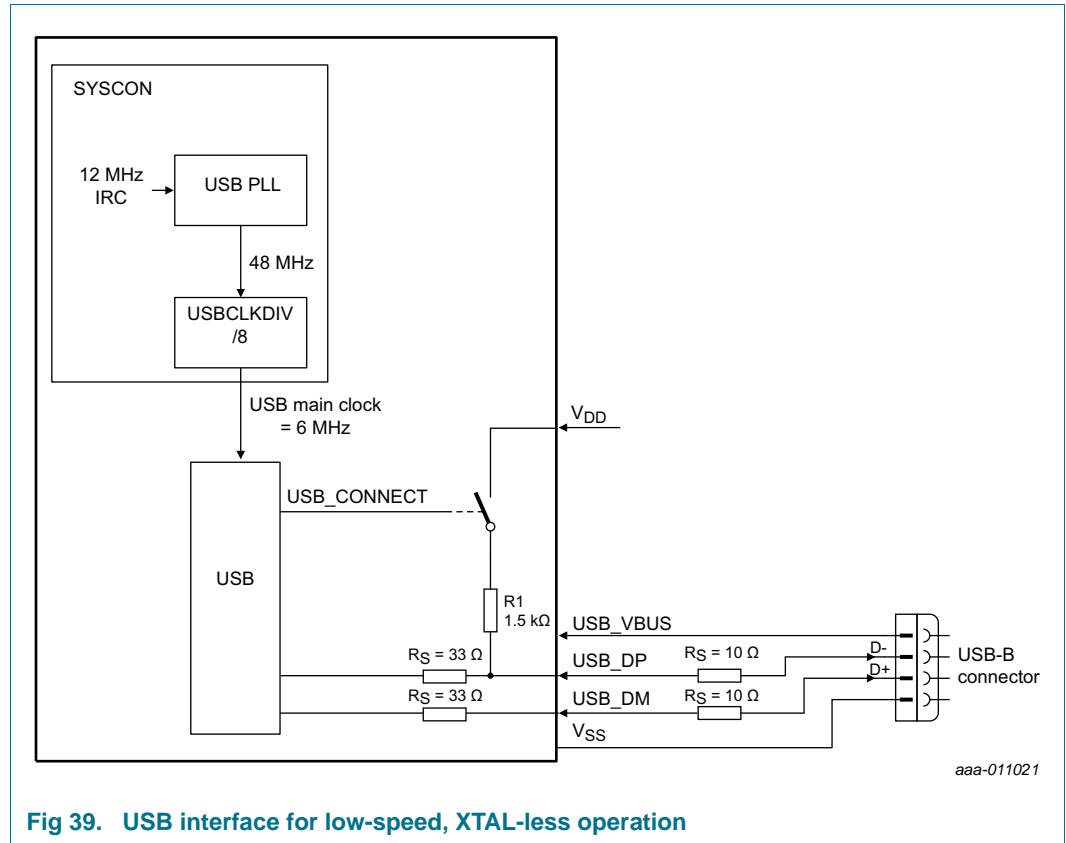 SYSCON
12 MHz
IRC
USB PLL
48 MHz
USBCLKDIV
/8
USB main clock
= 6 MHz
VDD
USB_CONNECT
USB
R1
1.5 kΩ
USB_VBUS
RS = 33 Ω
USB_DP
RS = 10 Ω
D-
USB-B
connector
D+
RS = 33 Ω
USB_DM
RS = 10 Ω
VSS
aaa-011021
Fig 39. USB interface for low-speed, XTAL-less operation